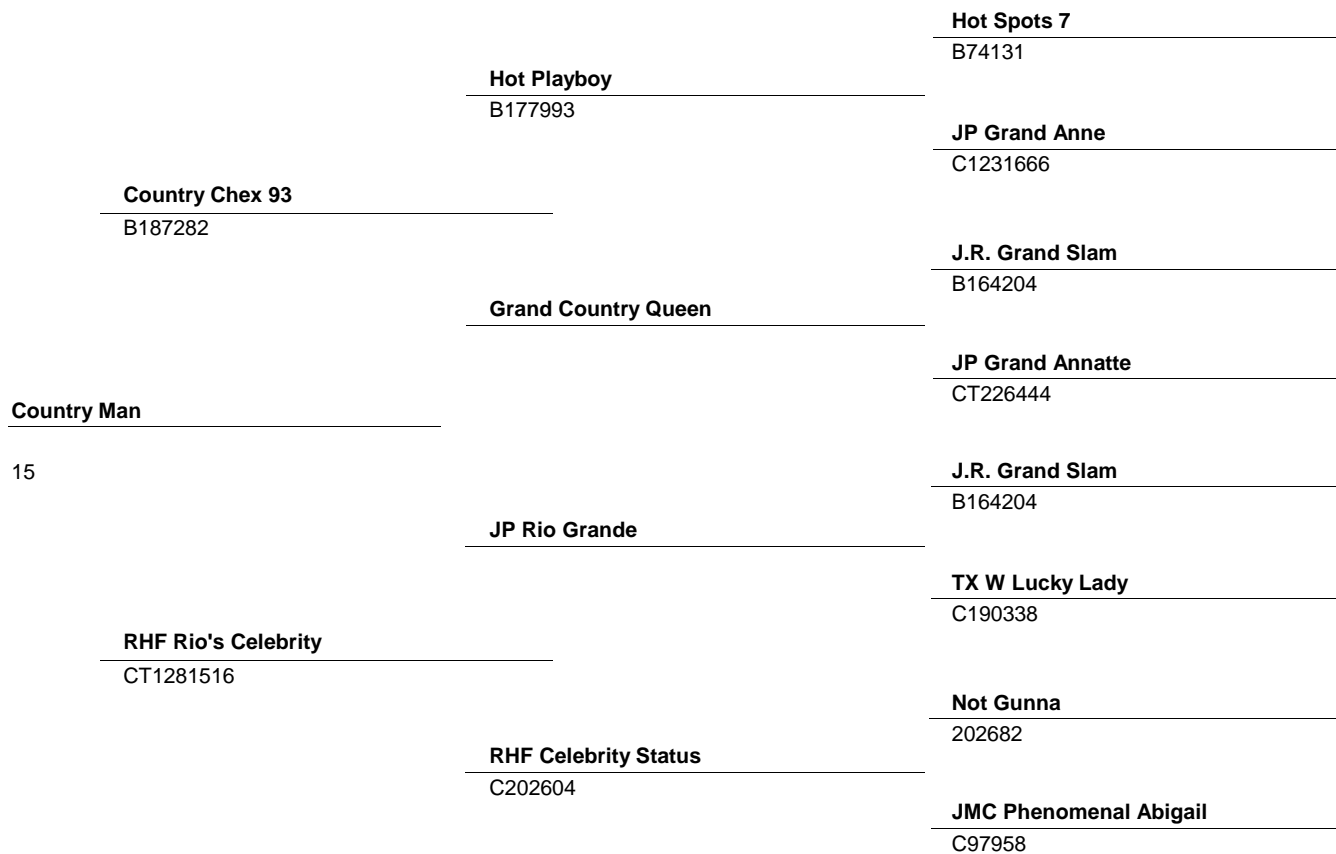 Hot Spots 7
B74131
Hot Playboy
B177993
JP Grand Anne
C1231666
Country Chex 93
B187282
J.R. Grand Slam
B164204
Grand Country Queen
JP Grand Annatte
CT226444
Country Man
15
J.R. Grand Slam
B164204
JP Rio Grande
TX W Lucky Lady
C190338
RHF Rio's Celebrity
CT1281516
Not Gunna
202682
RHF Celebrity Status
C202604
JMC Phenomenal Abigail
C97958